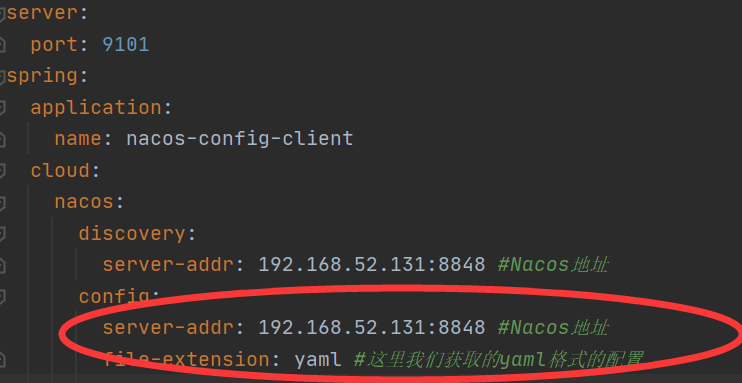 server:
  port: 9101
spring:
  application:
    name: nacos-config-client
  cloud:
    nacos:
      discovery:
        server-addr: 192.168.52.131:8848 #Nacos地址
      config:
        server-addr: 192.168.52.131:8848 #Nacos地址
        file-extension: yaml #这里我们获取的yaml格式的配置